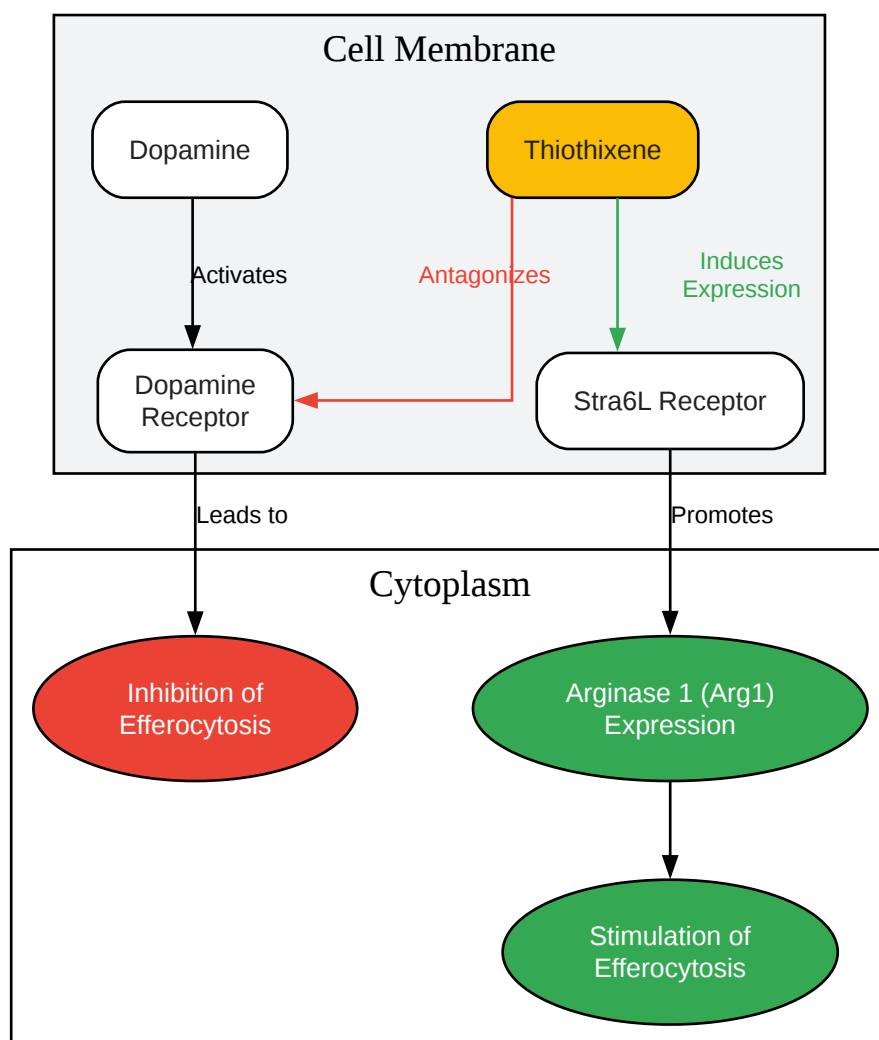 Cell Membrane
Dopamine
Thiothixene
Activates
Antagonizes
Induces
Expression
Dopamine
Receptor
Stra6L Receptor
Leads to
Promotes
Cytoplasm
Inhibition of
Efferocytosis
Arginase 1 (Arg1)
Expression
Stimulation of
Efferocytosis